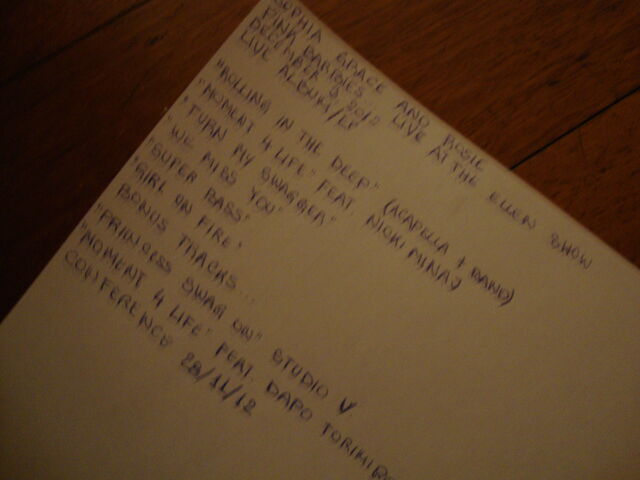 SOPHIA GRACE AND ROSIE
PINK BARBIES... LIVE AT THE ELLEN SHOW
DECEMBER 2012
LIVE ALBUM/EP
"ROLLING IN THE DEEP" (ACAPELLA + BAND)
"MOMENT 4 LIFE" FEAT. NICKI MINAJ
"TURN MY SWAGGER"
"WE MISS YOU"
"SUPER BASS"
"GIRL ON FIRE"
BONUS TRACKS...
"PRINCESS SWAG ON" STUDIO V
"MOMENT 4 LIFE" FEAT. DAPO
CONFERENCE 28/11/12